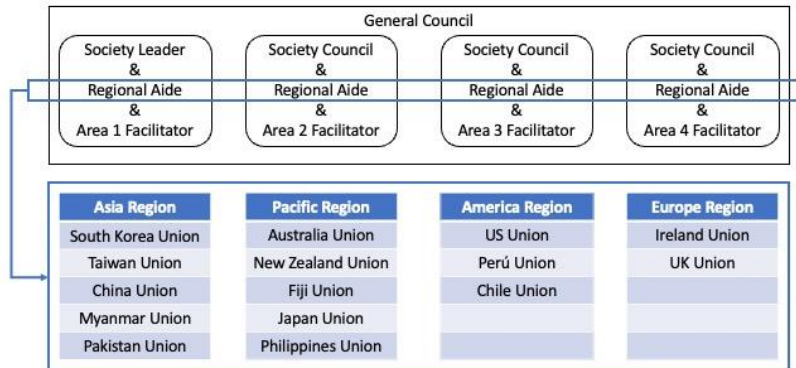 General Council
Society Leader
&
Regional Aide
&
Area 1 Facilitator
Society Council
&
Regional Aide
&
Area 2 Facilitator
Society Council
&
Regional Aide
&
Area 3 Facilitator
Society Council
&
Regional Aide
&
Area 4 Facilitator
Asia Region
South Korea Union
Taiwan Union
China Union
Myanmar Union
Pakistan Union
Pacific Region
Australia Union
New Zealand Union
Fiji Union
Japan Union
Philippines Union
America Region
US Union
Perú Union
Chile Union
Europe Region
Ireland Union
UK Union